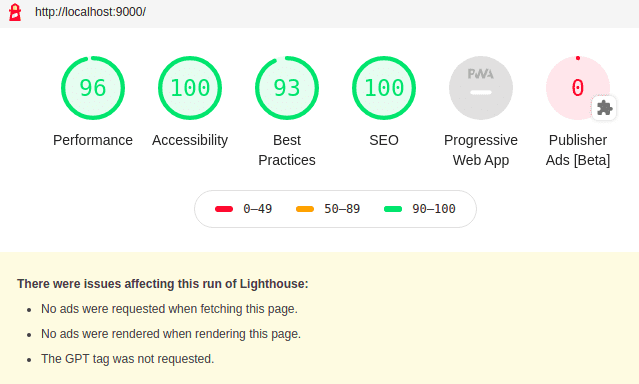 http://localhost:9000/
96
100
93
100
PWA
0
Performance
Accessibility
Best
Practices
SEO
Progressive
Web App
Publisher
Ads [Beta]
0–49
50–89
90–100
There were issues affecting this run of Lighthouse:
No ads were requested when fetching this page.
No ads were rendered when rendering this page.
The GPT tag was not requested.